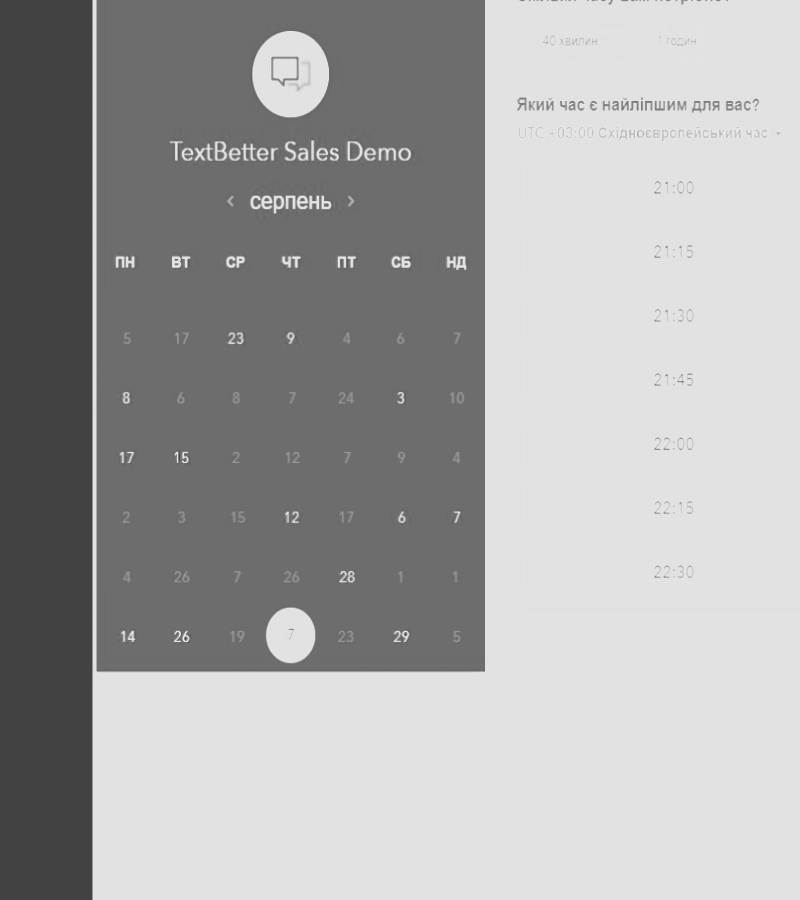 TextBetter Sales Demo
‹ серпень ›
ПН ВТ СР ЧТ ПТ СБ НД
5 17 23 9 4 6 7
8 6 8 7 24 3 10
17 15 2 12 7 9 4
2 3 15 12 17 6 7
4 26 7 26 28 1 1
14 26 19 7 23 29 5
40 хвилин 1 годин
Який час є найліпшим для вас?
UTC +03:00 Східноєвропейський час
21:00
21:15
21:30
21:45
22:00
22:15
22:30